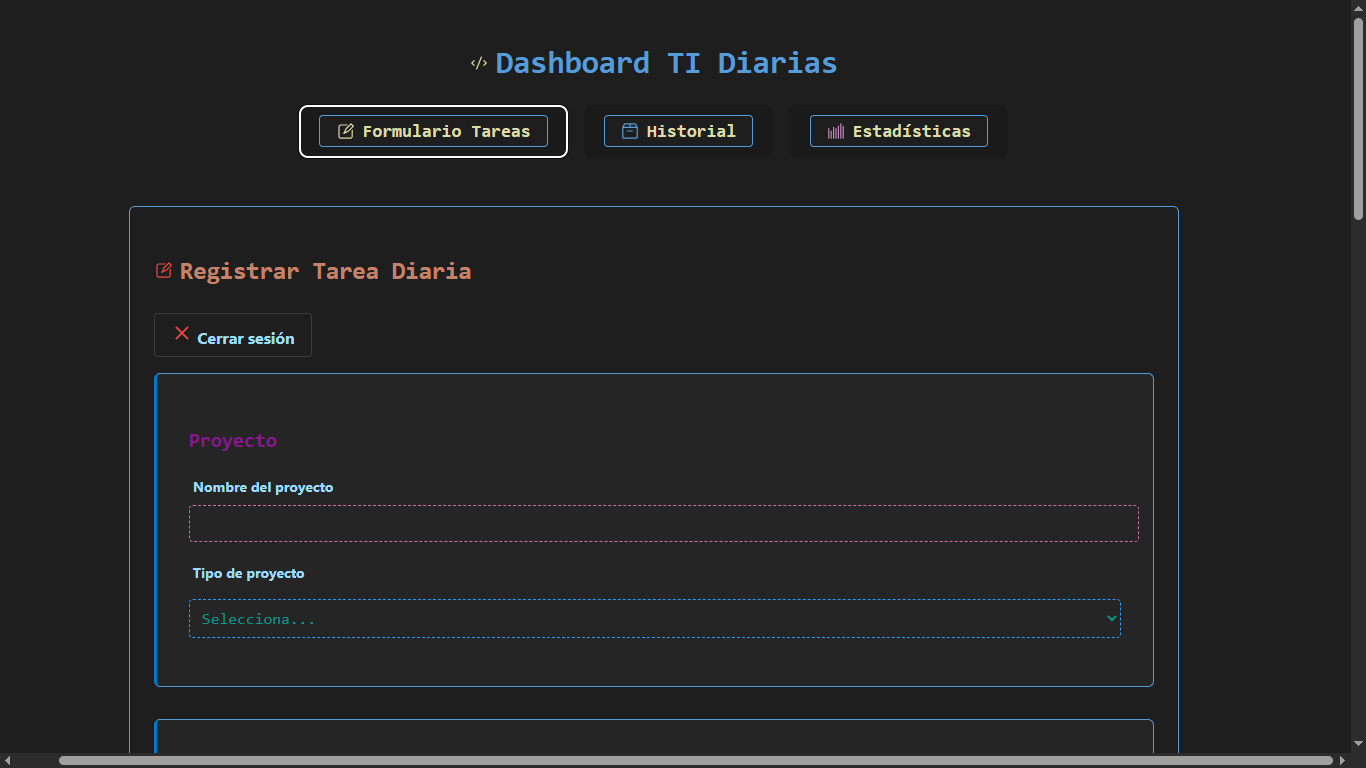 </> Dashboard TI Diarias
Formulario Tareas
Historial
Estadísticas
Registrar Tarea Diaria
Cerrar sesión
Proyecto
Nombre del proyecto
Tipo de proyecto
Selecciona...